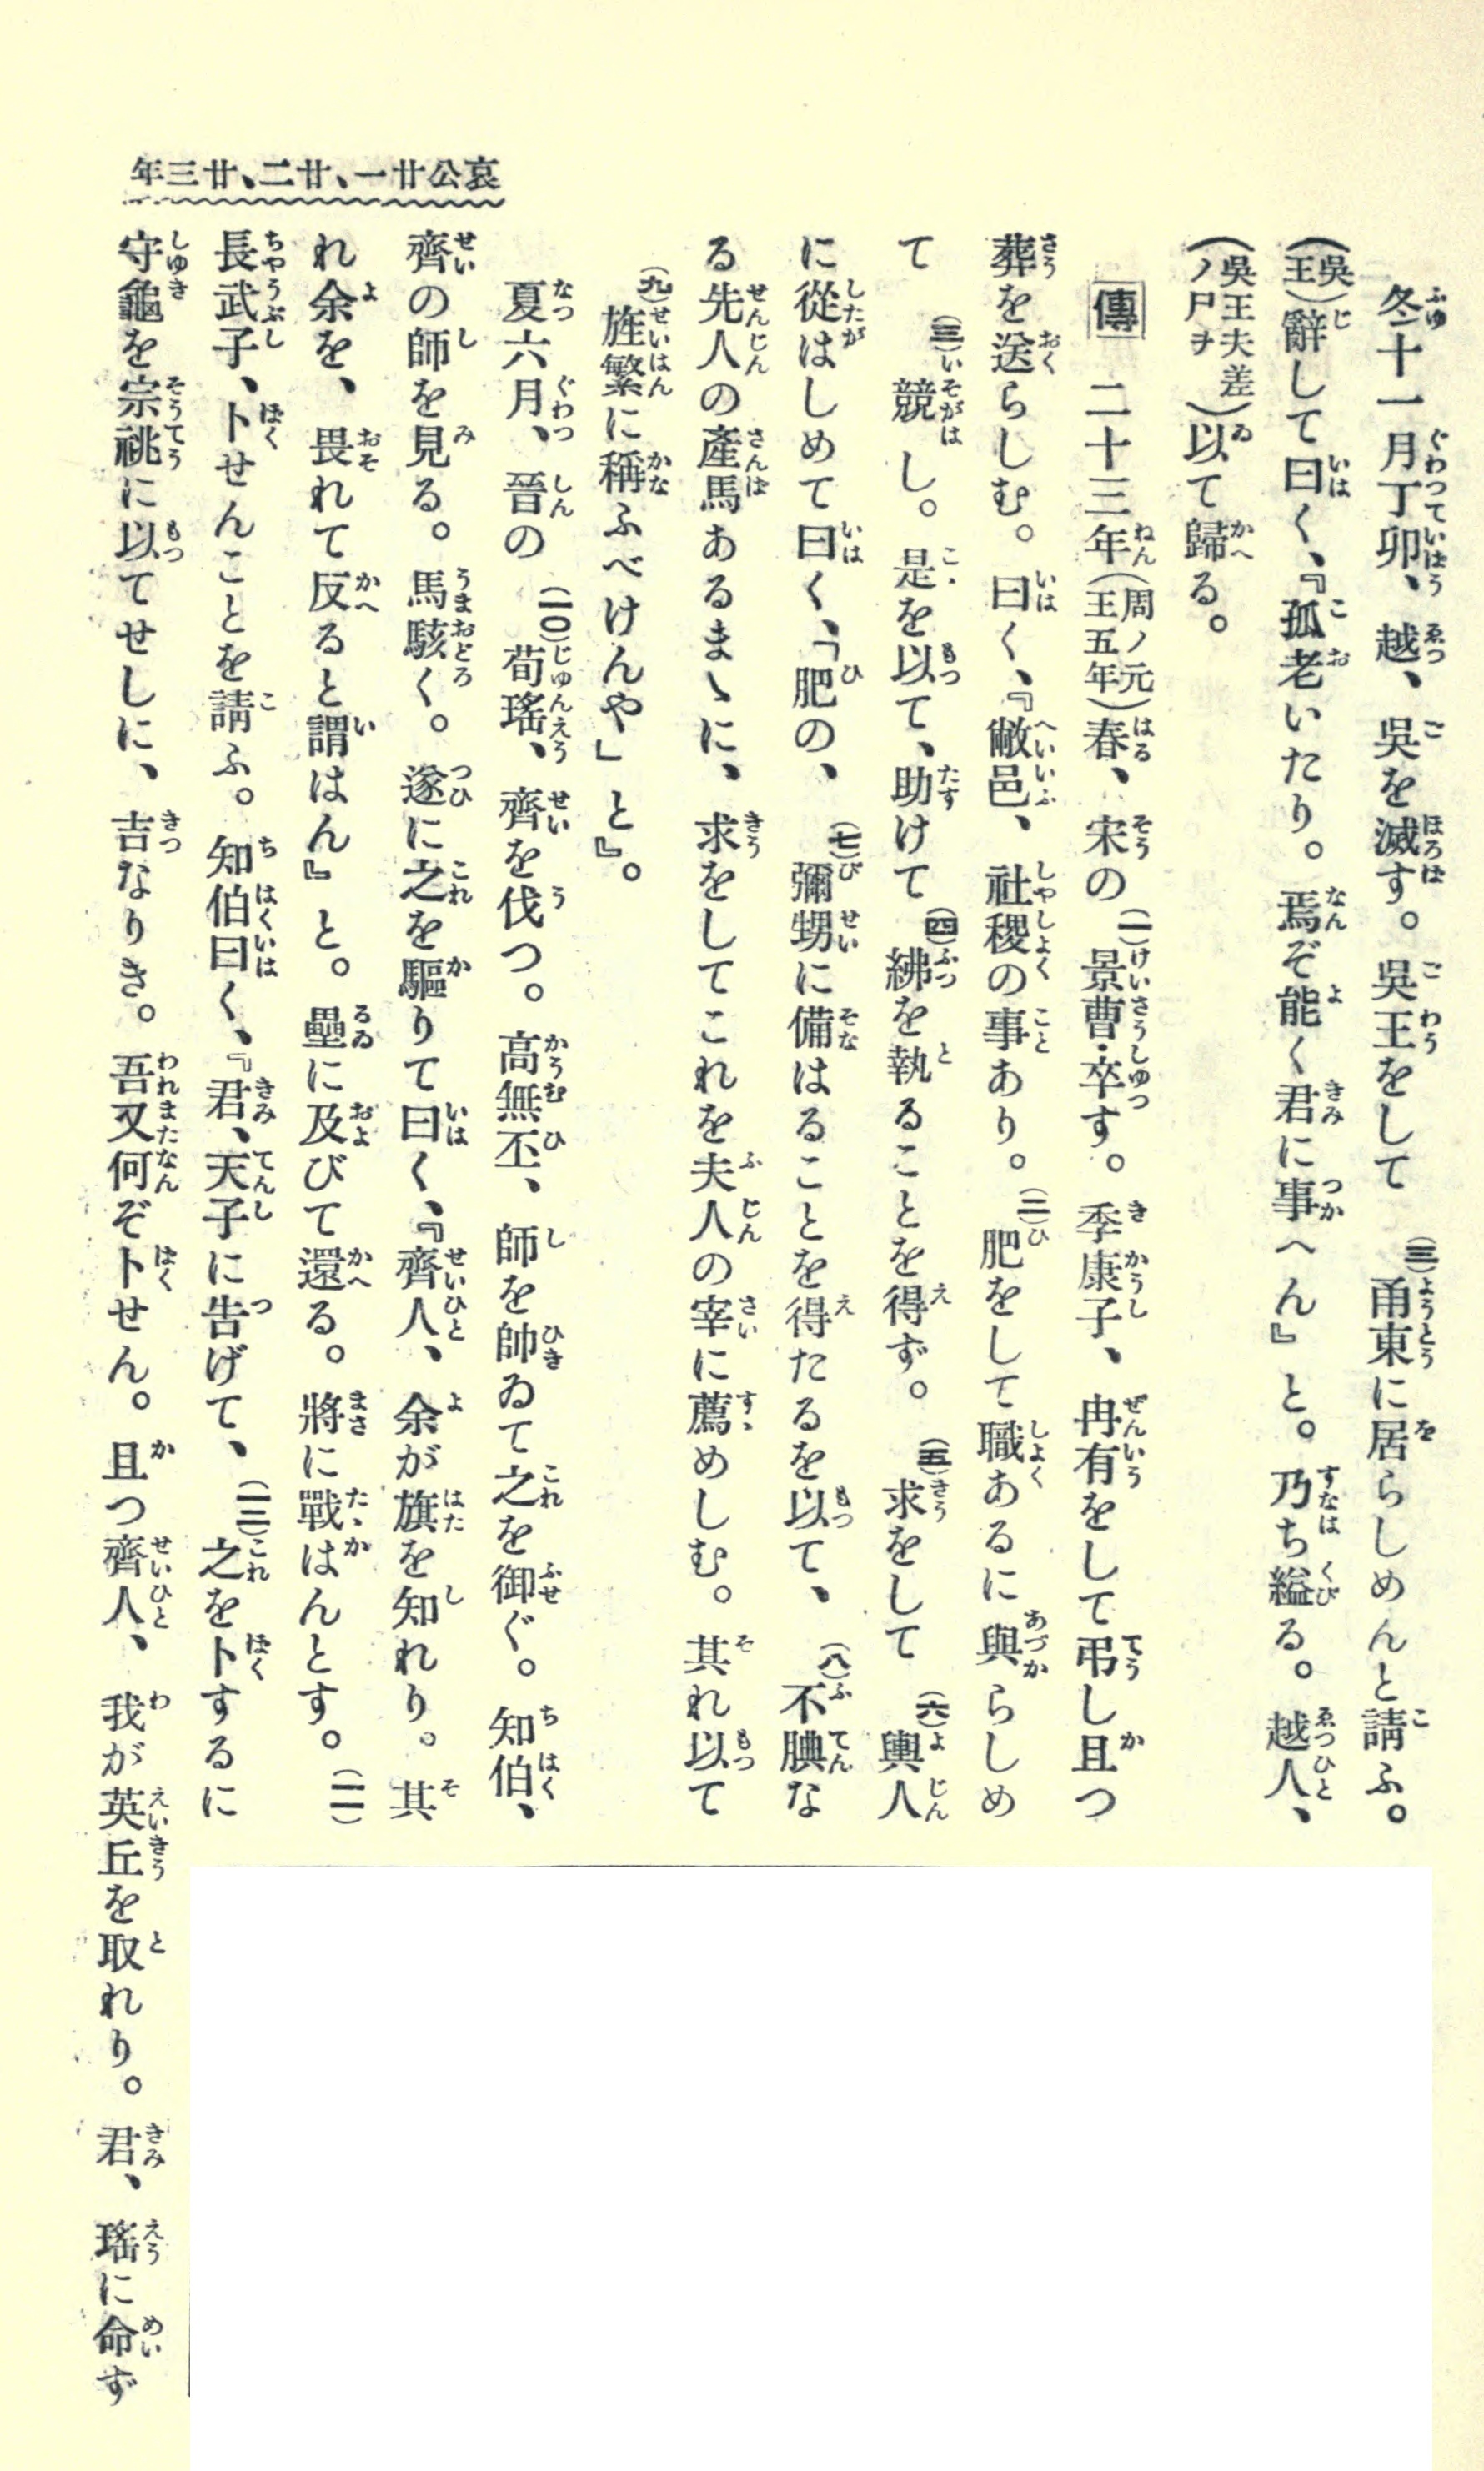 哀公廿一、廿二、廿三年
冬十一月丁卯、越、吳を滅す。吳王をして(三)甬東に居らしめんと請ふ。
(吳王)辭して曰く、『孤老いたり。焉ぞ能く君に事へん』と。乃ち縊る。越人、
(吳王夫差ノ尸ヲ)以て歸る。
傳 二十三年(周ノ元王五年)春、宋の(一)景曹・卒す。季康子、冉有をして弔し且つ
葬を送らしむ。曰く、『敝邑、社稷の事あり。(二)肥をして職あるに與らしめ
て(三)競し。是を以て、助けて(四)紼を執ることを得ず。(五)求をして(六)輿人
に從はしめて曰く、「肥の、(七)彌甥に備はることを得たるを以て、(八)不腆な
る先人の產馬あるまゝに、求をしてこれを夫人の宰に薦めしむ。其れ以て
(九)旌繁に稱ふべけんや」と』。
夏六月、晉の(一〇)荀瑤、齊を伐つ。高無丕、師を帥ゐて之を御ぐ。知伯、
齊の師を見る。馬駭く。遂に之を驅りて曰く、『齊人、余が旗を知れり。其
れ余を、畏れて反ると謂はん』と。壘に及びて還る。將に戰はんとす。(一一)
長武子、卜せんことを請ふ。知伯曰く、『君、天子に告げて、(一二)之を卜するに
守龜を宗祧に以てせしに、吉なりき。吾又何ぞ卜せん。且つ齊人、我が英丘を取れり。君、瑤に命ず